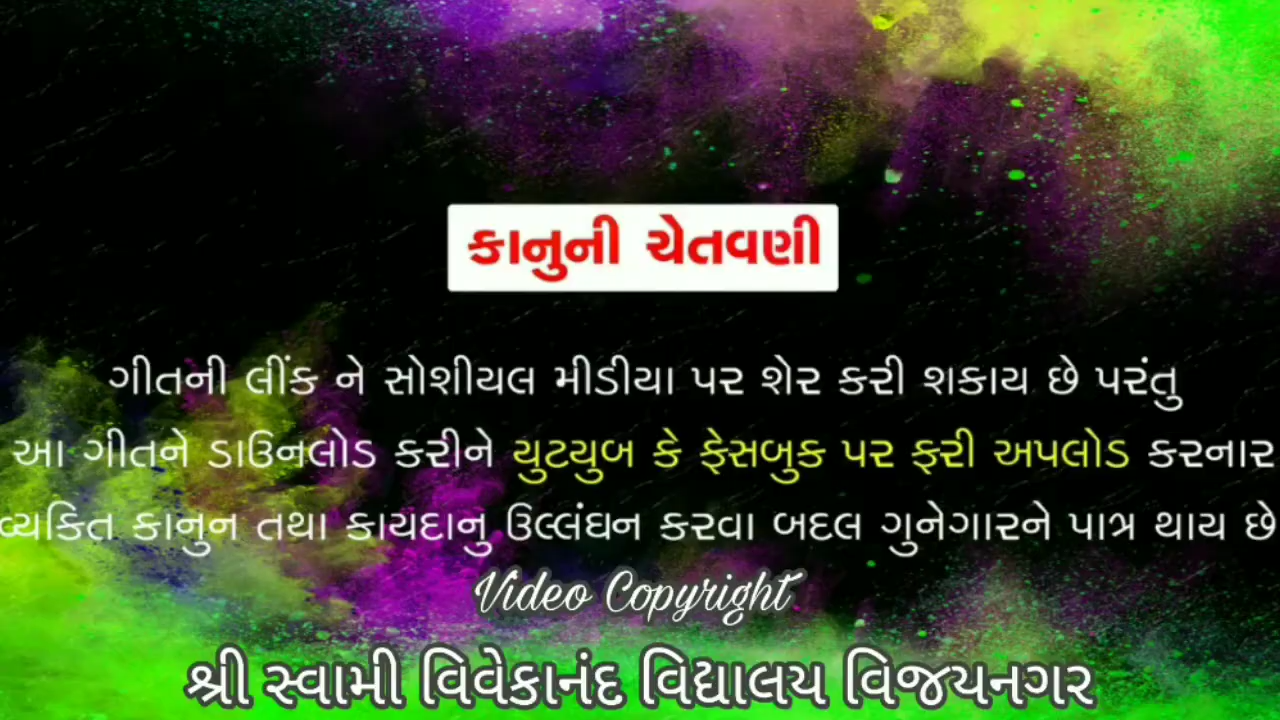 કાનુની ચેતવણી
ગીતની લીંક ને સોશીયલ મીડીયા પર શેર કરી શકાય છે પરંતુ
આ ગીતને ડાઉનલોડ કરીને યુટયુબ કે ફેસબુક પર ફરી અપલોડ કરનાર
વ્યકિત કાનુન તથા કાયદાનુ ઉલ્લંઘન કરવા બદલ ગુનેગારને પાત્ર થાય છે
Video Copyright
શ્રી સ્વામી વિવેકાનંદ વિદ્યાલય વિજયનગર